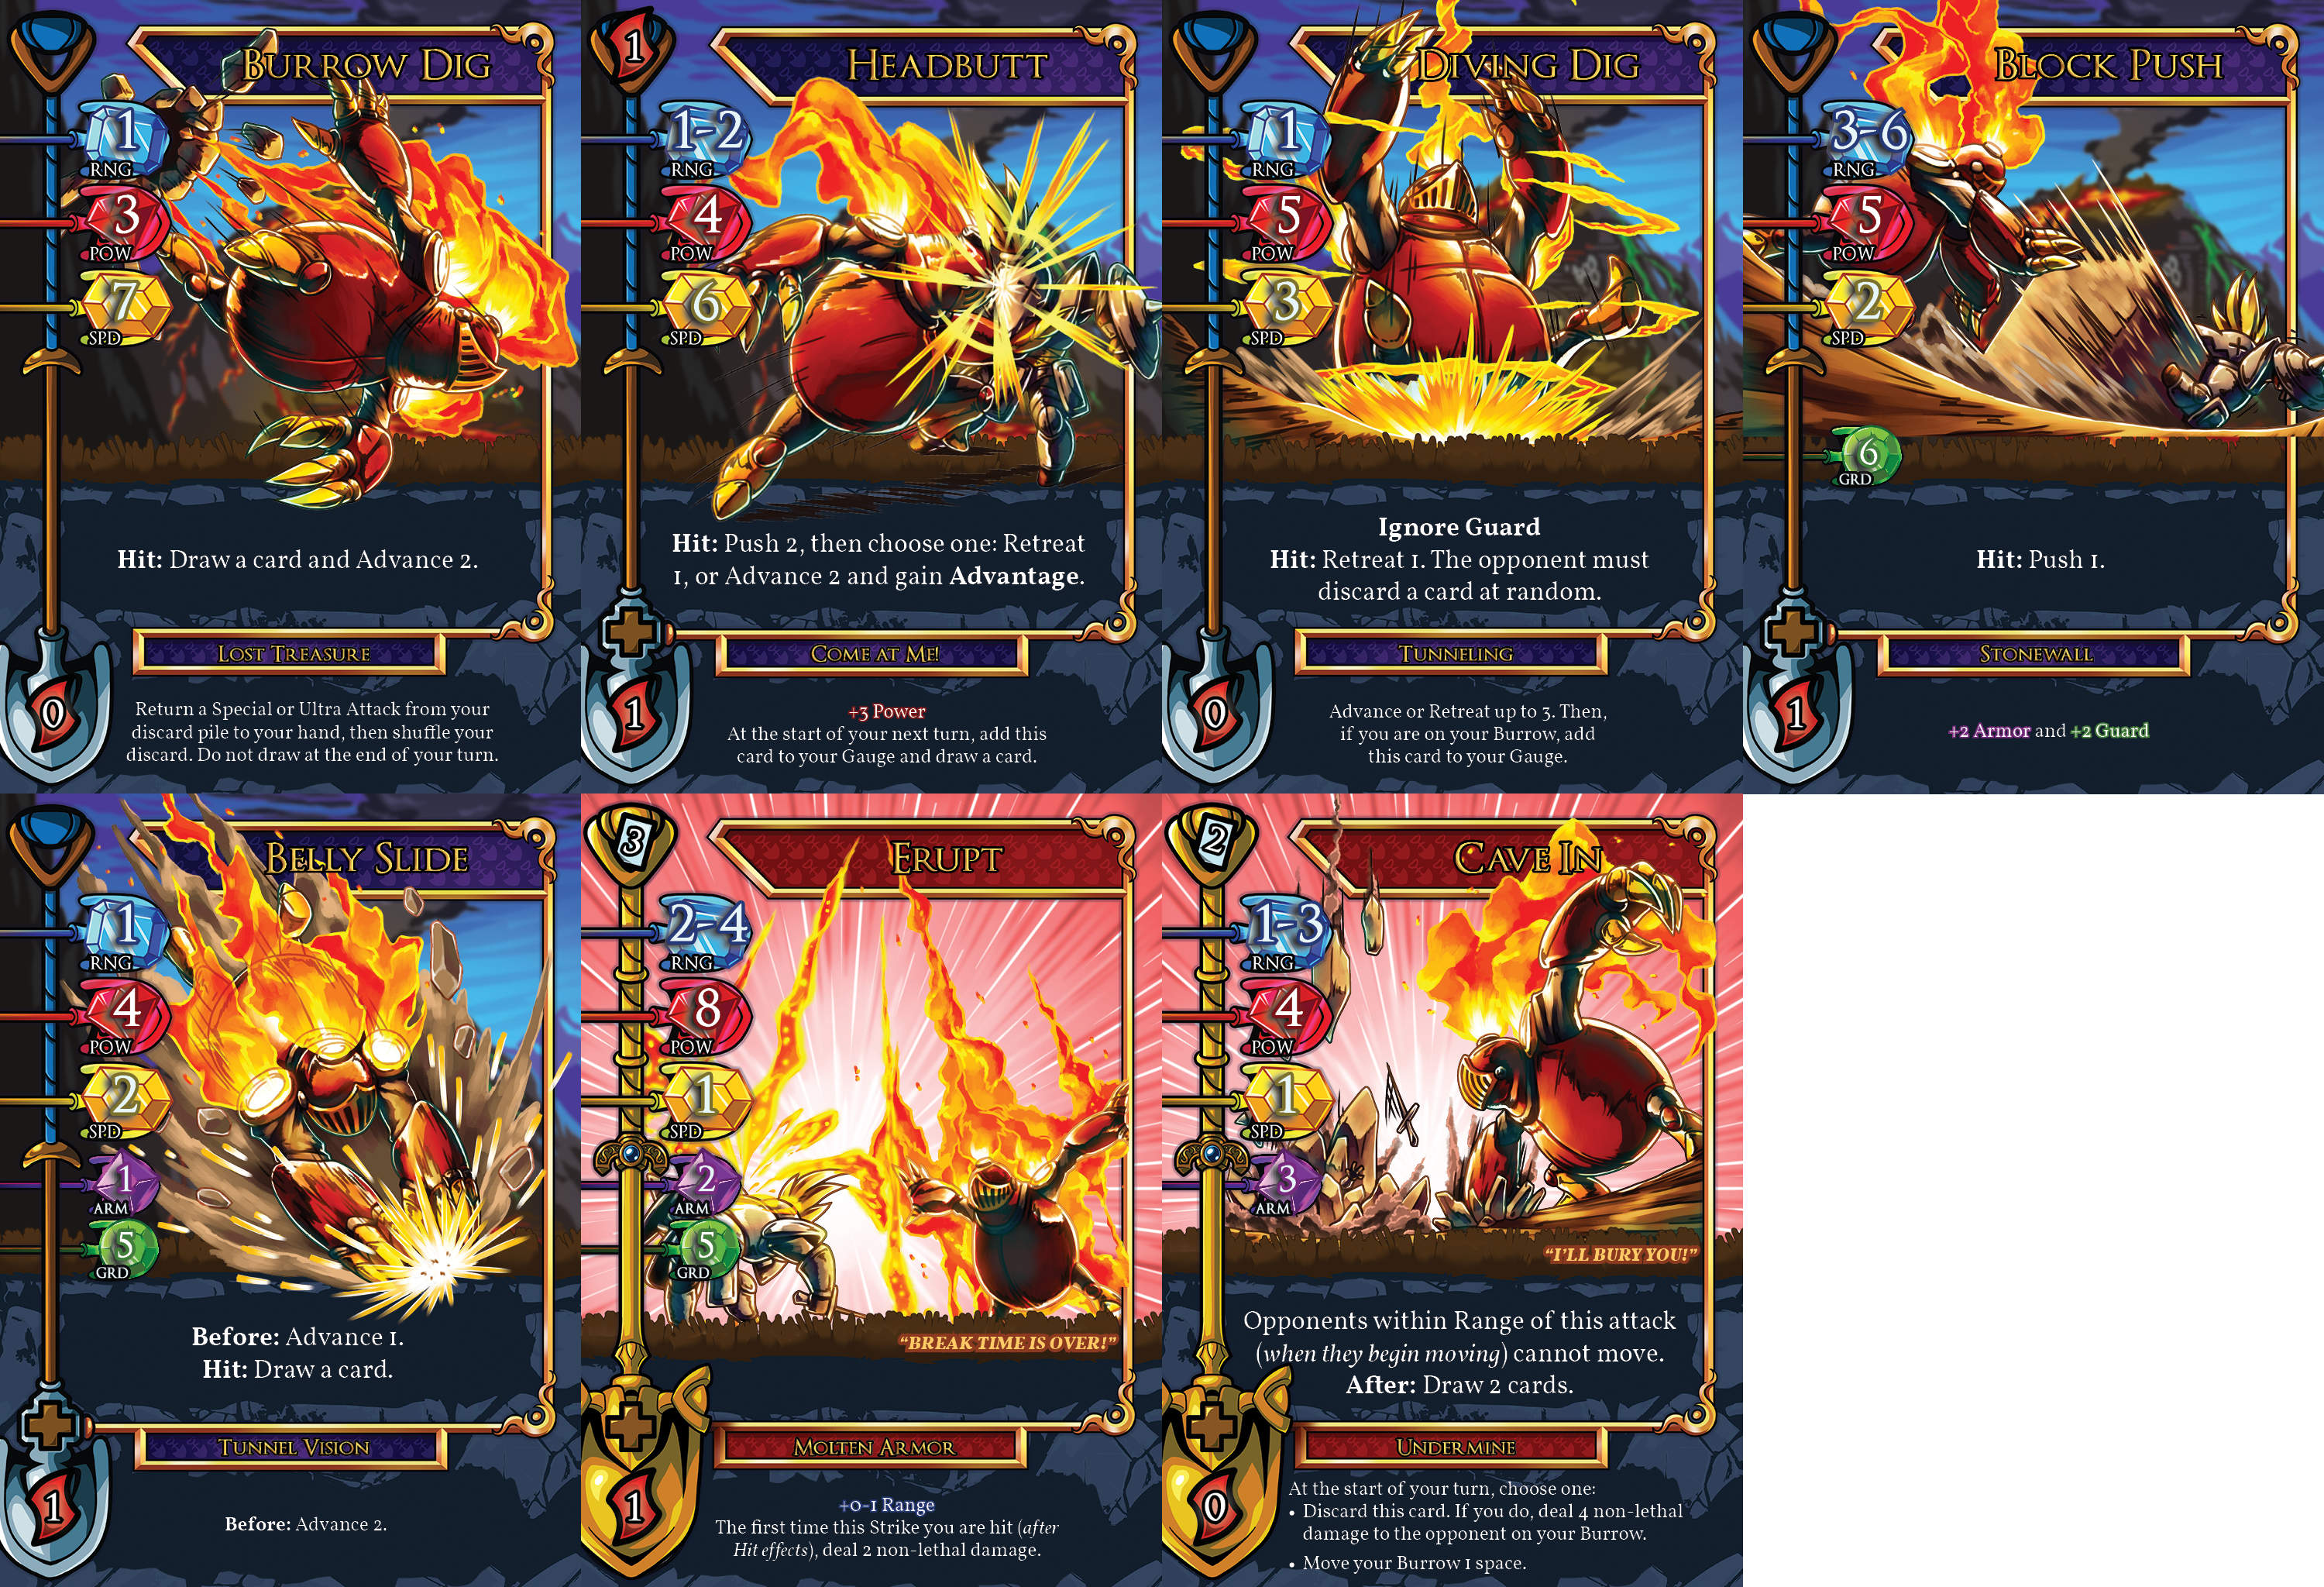 BURROW DIG
1
RNG
3
POW
7
SPD
Hit: Draw a card and Advance 2.
LOST TREASURE
0
Return a Special or Ultra Attack from your
discard pile to your hand, then shuffle your
discard. Do not draw at the end of your turn.
1
HEADBUTT
1-2
RNG
4
POW
6
SPD
Hit: Push 2, then choose one: Retreat
1, or Advance 2 and gain Advantage.
COME AT ME!
1
+3 Power
At the start of your next turn, add this
card to your Gauge and draw a card.
DIVING DIG
1
RNG
5
POW
3
SPD
Ignore Guard
Hit: Retreat 1. The opponent must
discard a card at random.
TUNNELING
0
Advance or Retreat up to 3. Then,
if you are on your Burrow, add
this card to your Gauge.
BLOCK PUSH
3-6
RNG
5
POW
2
SPD
6
GRD
Hit: Push 1.
STONEWALL
1
+2 Armor and +2 Guard
BELLY SLIDE
1
RNG
4
POW
2
SPD
1
ARM
5
GRD
Before: Advance 1.
Hit: Draw a card.
TUNNEL VISION
1
Before: Advance 2.
3
ERUPT
2-4
RNG
8
POW
1
SPD
2
ARM
5
GRD
"BREAK TIME IS OVER!"
MOLTEN ARMOR
1
+0-1 Range
The first time this Strike you are hit (after
Hit effects), deal 2 non-lethal damage.
2
CAVE IN
1-3
RNG
4
POW
1
SPD
3
ARM
"I'LL BURY YOU!"
Opponents within Range of this attack
(when they begin moving) cannot move.
After: Draw 2 cards.
UNDERMINE
0
At the start of your turn, choose one:
• Discard this card. If you do, deal 4 non-lethal
damage to the opponent on your Burrow.
• Move your Burrow 1 space.